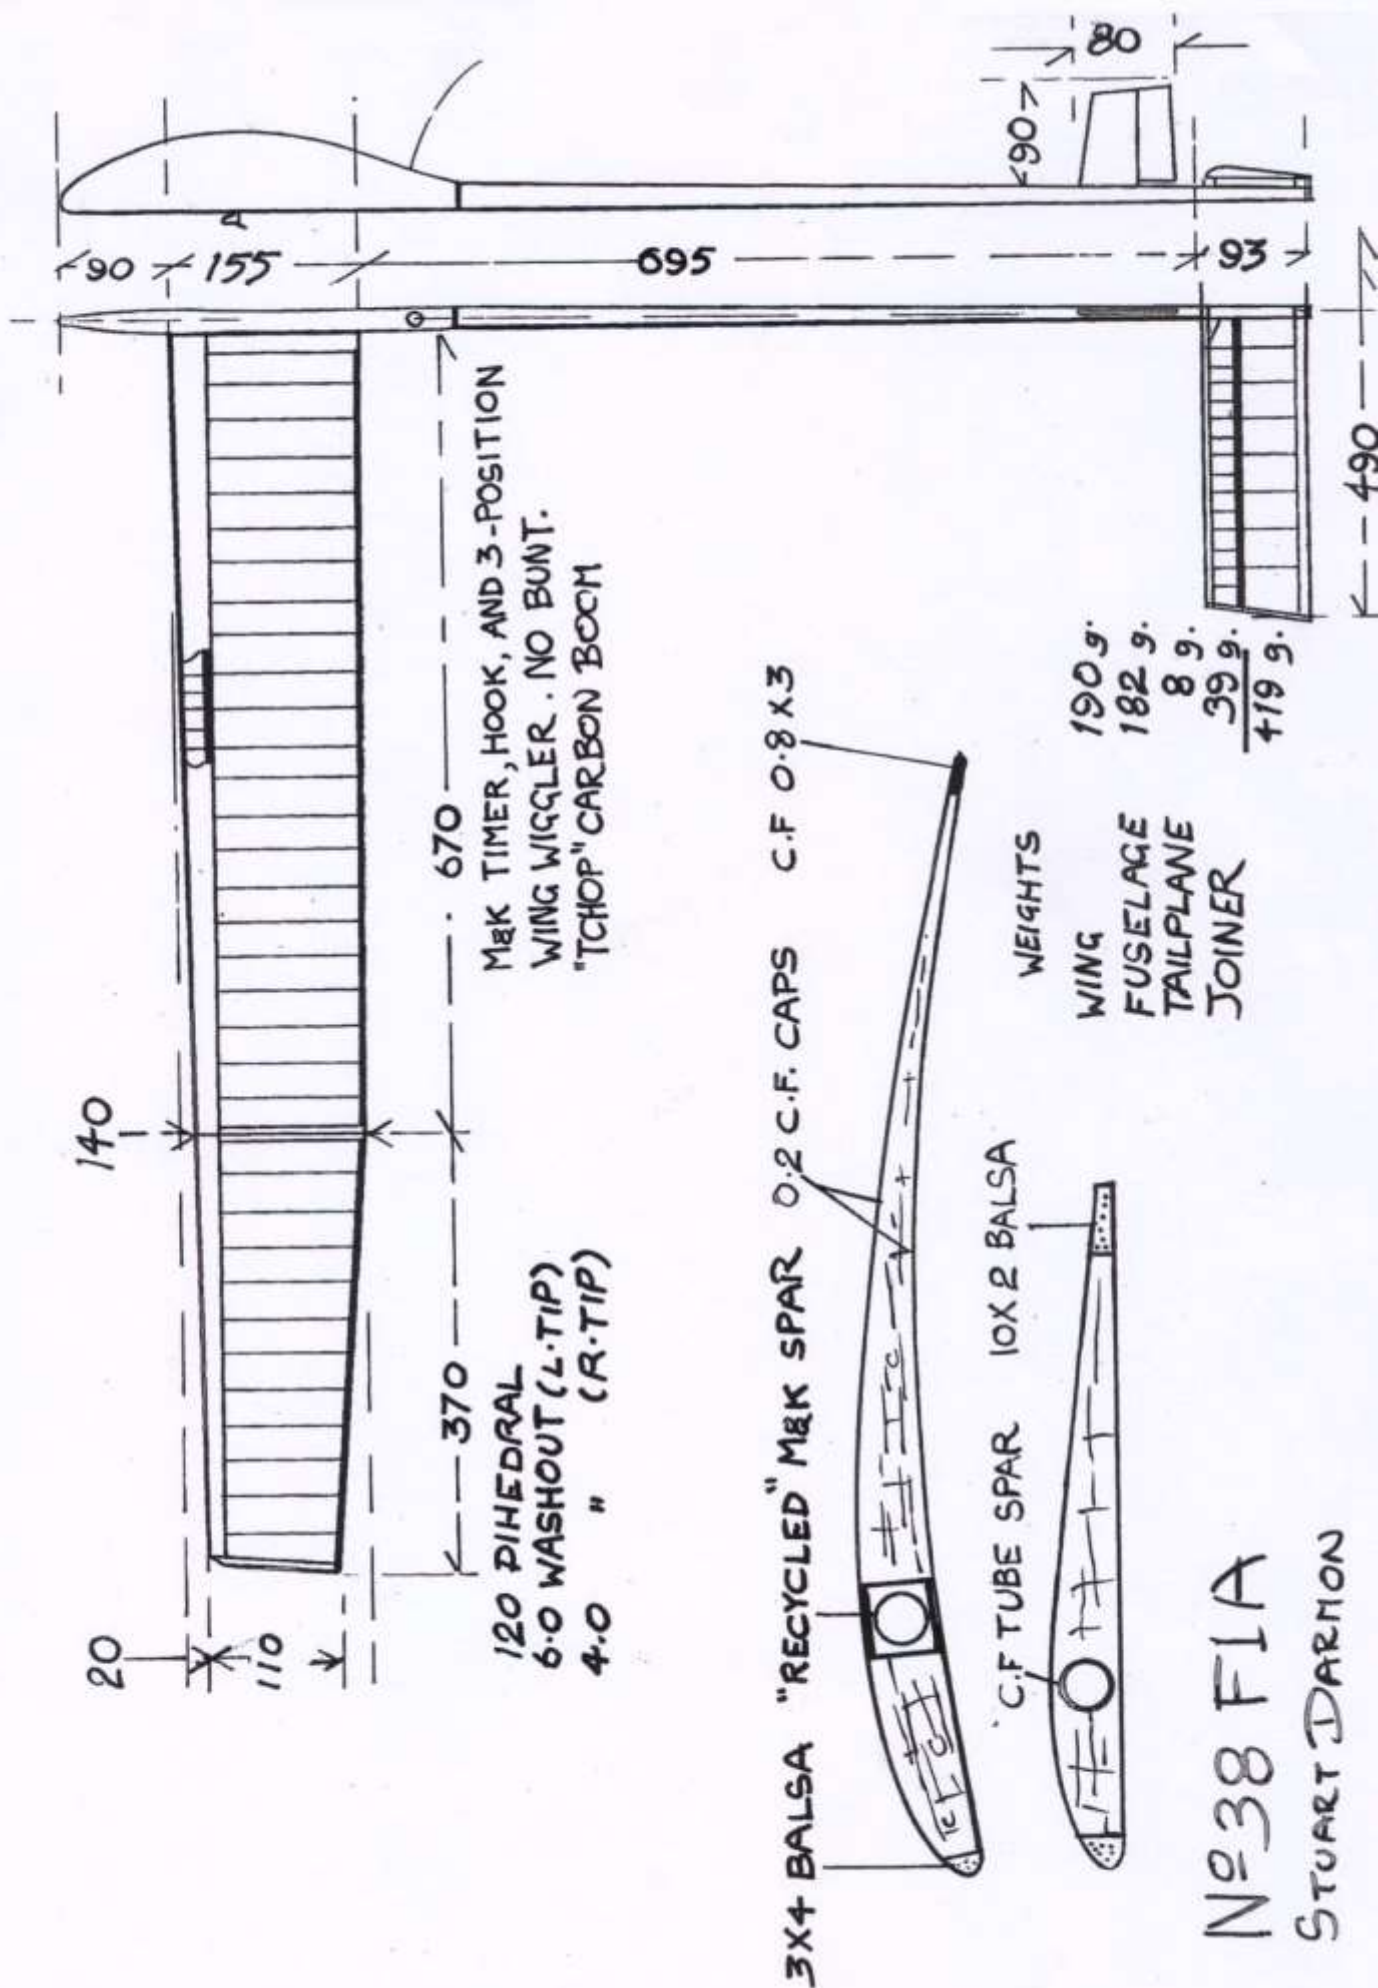 80
90
90
155
695
93
490
670
M&K TIMER, HOOK, AND 3-POSITION
WING WIGGLER. NO BUNT.
"TCHOP" CARBON BOOM
140
370
20
110
120 DIHEDRAL
6.0 WASHOUT (L.TIP)
4.0 " (R.TIP)
3X4 BALSA "RECYCLED" M&K SPAR 0.2 C.F. CAPS C.F 0.8 X 3
C.F TUBE SPAR 10X2 BALSA
WEIGHTS
WING 190 g.
FUSELAGE 182 g.
TAILPLANE 8 g.
JOINER 39 g.
419 g.
Nº 38 F1A
STUART DARMON